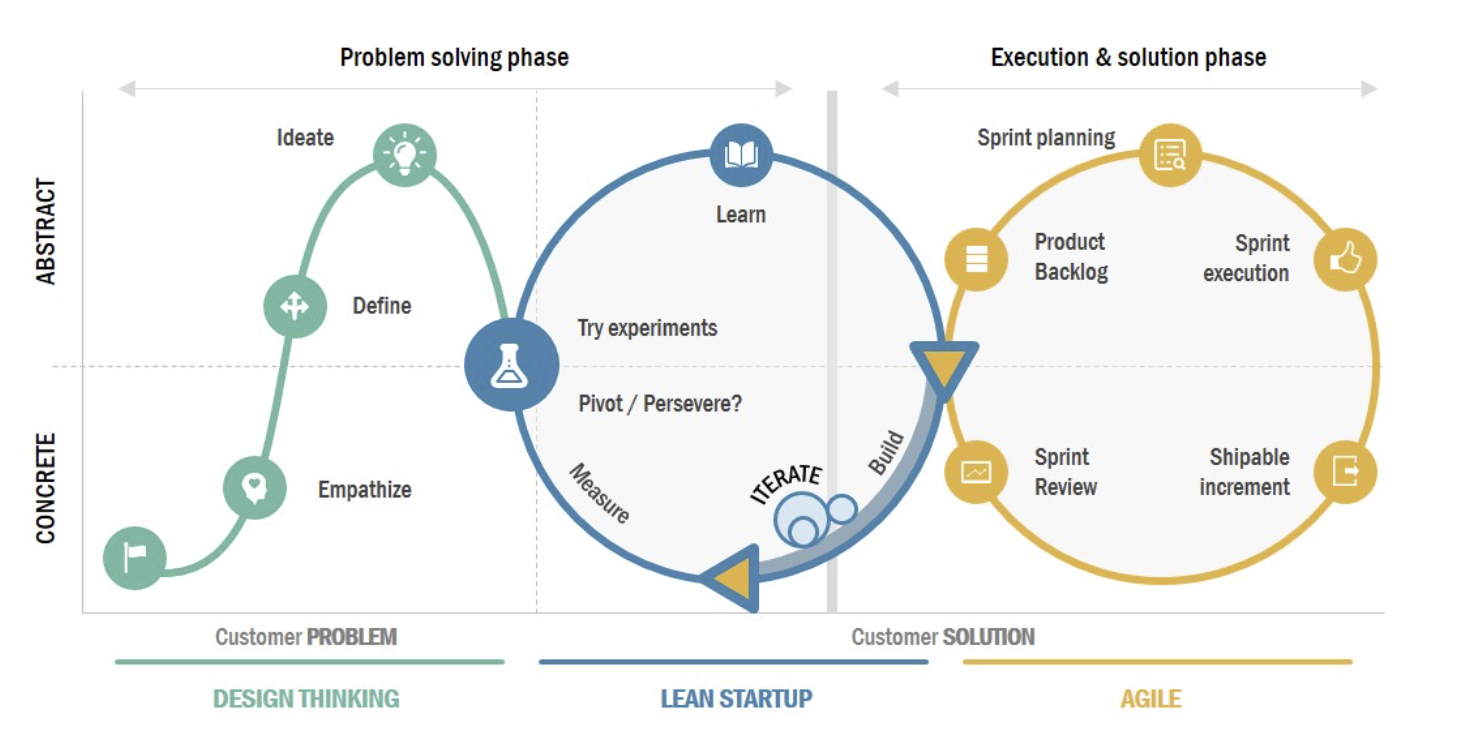 Problem solving phase
Execution & solution phase
ABSTRACT
CONCRETE
Ideate
Define
Empathize
Learn
Try experiments
Pivot / Persevere?
Measure
ITERATE
Build
Sprint planning
Product
Backlog
Sprint
execution
Sprint
Review
Shipable
increment
Customer PROBLEM
Customer SOLUTION
DESIGN THINKING
LEAN STARTUP
AGILE